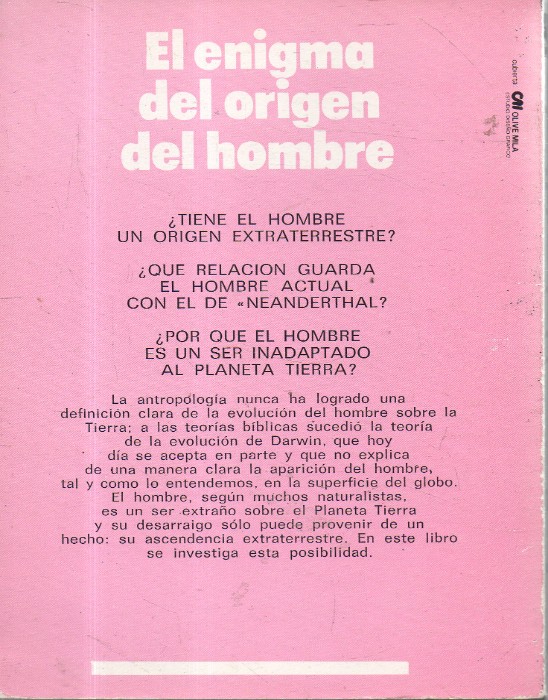 El enigma
del origen
del hombre
cubierta
OLIVE MILA
ESTUDIO DISEÑO GRAFICO
¿TIENE EL HOMBRE
UN ORIGEN EXTRATERRESTRE?
¿QUE RELACION GUARDA
EL HOMBRE ACTUAL
CON EL DE «NEANDERTHAL?
¿POR QUE EL HOMBRE
ES UN SER INADAPTADO
AL PLANETA TIERRA?
La antropología nunca ha logrado una
definición clara de la evolución del hombre sobre la
Tierra; a las teorías bíblicas sucedió la teoría
de la evolución de Darwin, que hoy
día se acepta en parte y que no explica
de una manera clara la aparición del hombre,
tal y como lo entendemos, en la superficie del globo.
El hombre, según muchos naturalistas,
es un ser extraño sobre el Planeta Tierra
y su desarraigo sólo puede provenir de un
hecho: su ascendencia extraterrestre. En este libro
se investiga esta posibilidad.